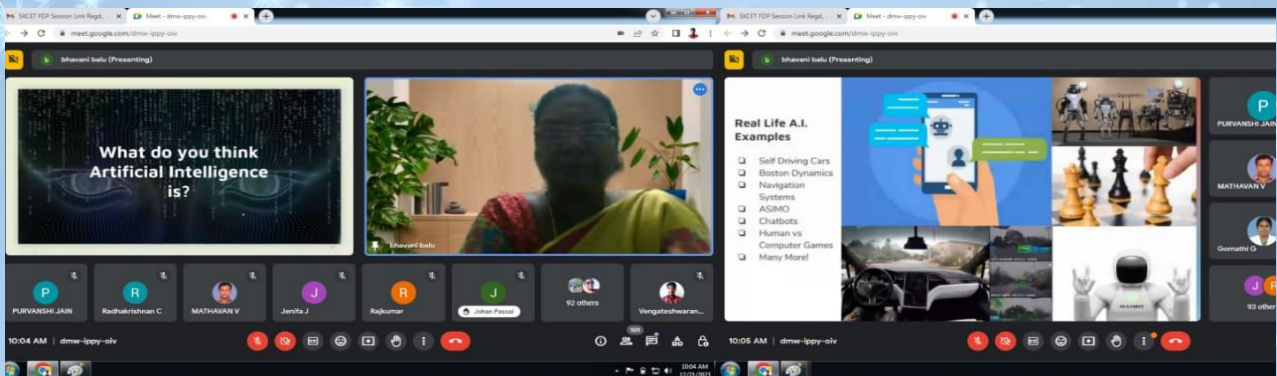 SKCET FDP Session Link Regd. -
Meet - dmw-ippy-oiv
meet.google.com/dmw-ippy-oiv
b
bhavani balu (Presenting)
What do you think
Artificial Intelligence
is?
bhavani balu
P
PURVANSHI JAIN
R
Radhakrishnan C
MATHAVAN V
J
Jenifa J
R
Rajkumar
J
Johan Pascal
92 others
Vengateshwaran...
10:04 AM | dmw-ippy-oiv
101
10:04 AM
12/21/2023
SKCET FDP Session Link Regd. -
Meet - dmw-ippy-oiv
meet.google.com/dmw-ippy-oiv
b
bhavani balu (Presenting)
Real Life A.I.
Examples
Self Driving Cars
Boston Dynamics
Navigation
Systems
ASIMO
Chatbots
Human vs
Computer Games
Many More!
P
PURVANSHI JAIN
MATHAVAN V
Gomathi G
J
R
93 other
10:05 AM | dmw-ippy-oiv